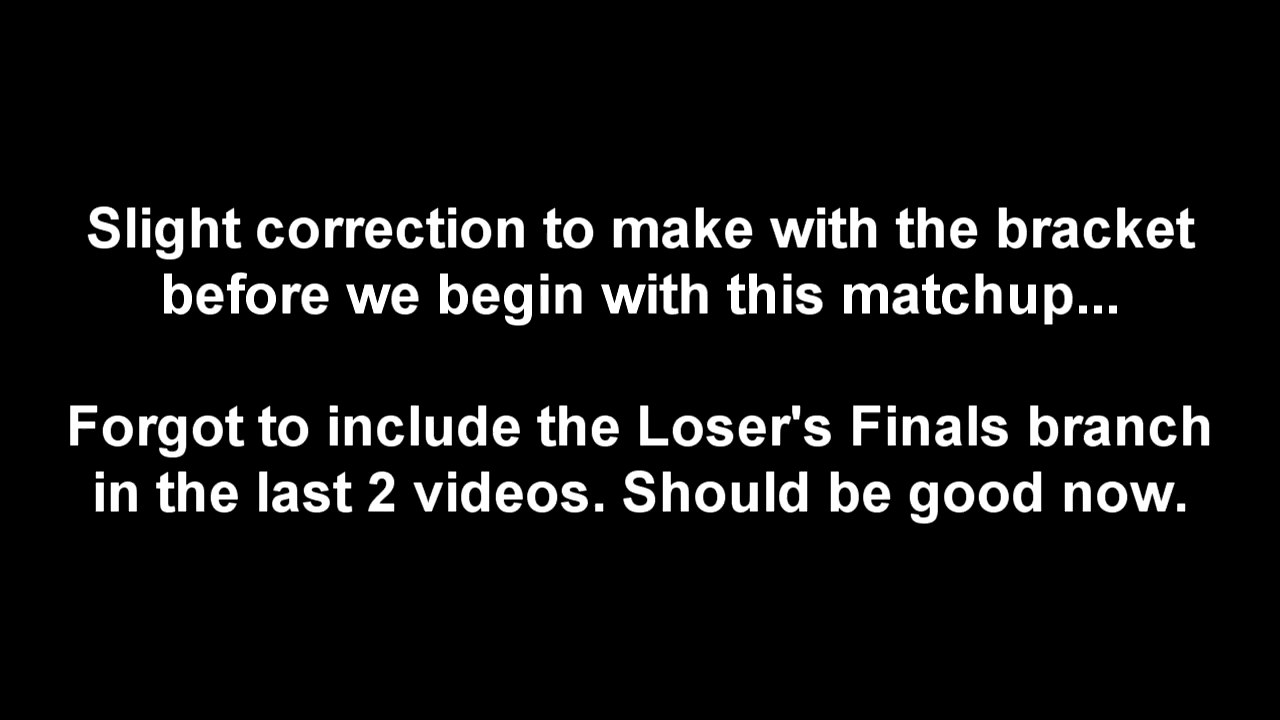 Slight correction to make with the bracket
before we begin with this matchup...
Forgot to include the Loser's Finals branch
in the last 2 videos. Should be good now.